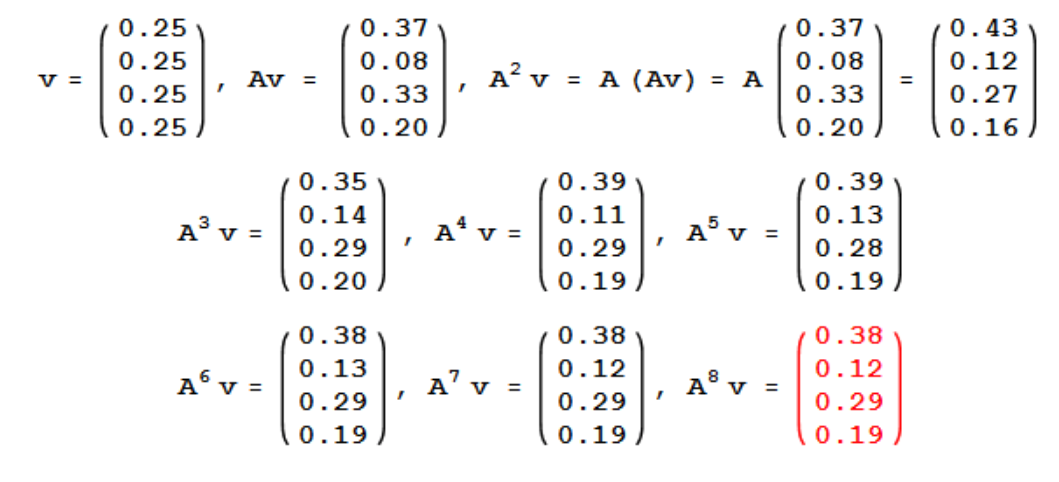 v = ( 0.25 0.25 0.25 0.25 ) , Av = ( 0.37 0.08 0.33 0.20 ) , A² v = A (Av) = A ( 0.37 0.08 0.33 0.20 ) = ( 0.43 0.12 0.27 0.16 )
A³ v = ( 0.35 0.14 0.29 0.20 ) , A⁴ v = ( 0.39 0.11 0.29 0.19 ) , A⁵ v = ( 0.39 0.13 0.28 0.19 )
A⁶ v = ( 0.38 0.13 0.29 0.19 ) , A⁷ v = ( 0.38 0.12 0.29 0.19 ) , A⁸ v = ( 0.38 0.12 0.29 0.19 )